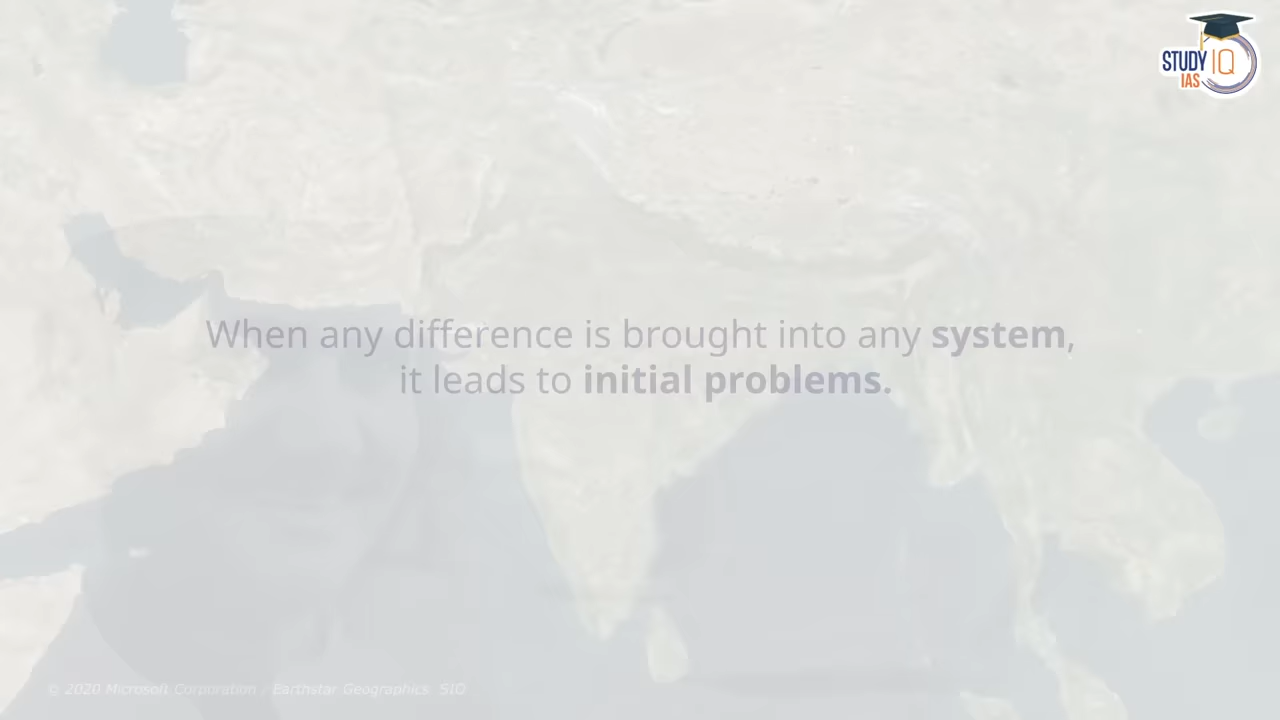 STUDY IQ
IAS
When any difference is brought into any system,
it leads to initial problems.
© 2020 Microsoft Corporation Earthstar Geographics SIO